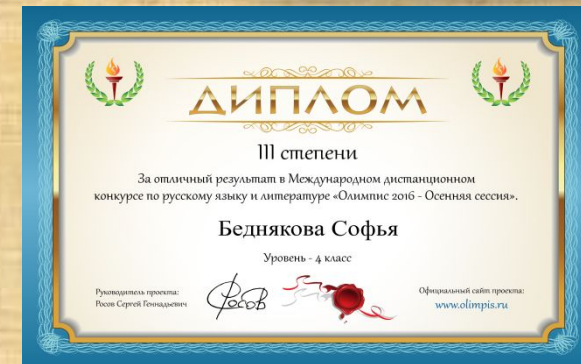 ДИПЛОМ
III степени
За отличный результат в Международном дистанционном
конкурсе по русскому языку и литературе «Олимпис 2016 - Осенняя сессия».
Беднякова Софья
Уровень - 4 класс
Руководитель проекта:
Росов Сергей Геннадьевич
Росов
Официальный сайт проекта:
www.olimpis.ru